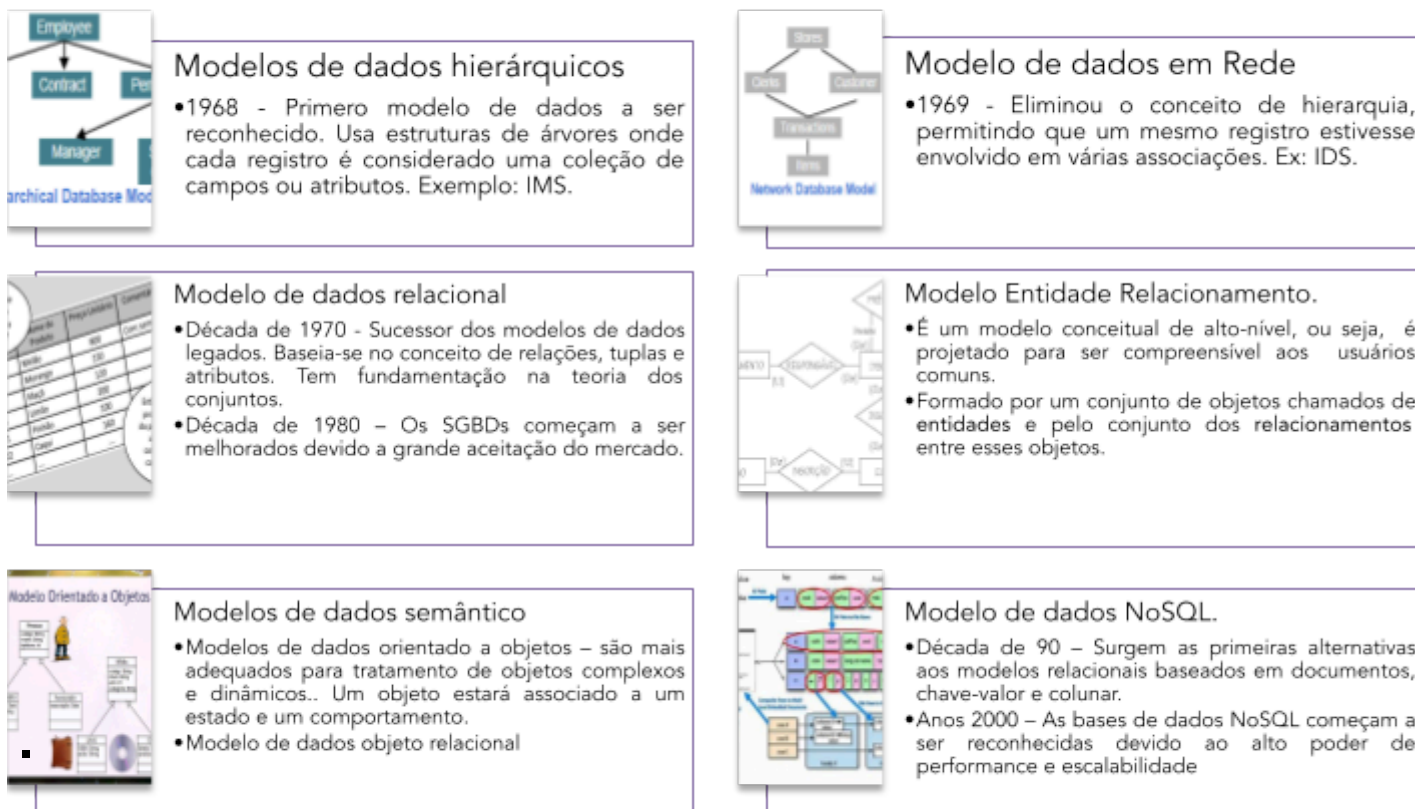 Employee
Contract
Manager
Modelos de dados hierárquicos
•1968 - Primero modelo de dados a ser
reconhecido. Usa estruturas de árvores onde
cada registro é considerado uma coleção de
campos ou atributos. Exemplo: IMS.
Stores
Customer
Transactions
Items
Network Database Model
Modelo de dados em Rede
•1969 - Eliminou o conceito de hierarquia,
permitindo que um mesmo registro estivesse
envolvido em várias associações. Ex: IDS.
Modelo de dados relacional
•Década de 1970 - Sucessor dos modelos de dados
legados. Baseia-se no conceito de relações, tuplas e
atributos. Tem fundamentação na teoria dos
conjuntos.
•Década de 1980 – Os SGBDs começam a ser
melhorados devido a grande aceitação do mercado.
Modelo Entidade Relacionamento.
•É um modelo conceitual de alto-nível, ou seja, é
projetado para ser compreensível aos usuários
comuns.
•Formado por um conjunto de objetos chamados de
entidades e pelo conjunto dos relacionamentos
entre esses objetos.
Modelo Orientado a Objetos
Modelos de dados semântico
•Modelos de dados orientado a objetos – são mais
adequados para tratamento de objetos complexos
e dinâmicos.. Um objeto estará associado a um
estado e um comportamento.
•Modelo de dados objeto relacional
Modelo de dados NoSQL.
•Década de 90 – Surgem as primeiras alternativas
aos modelos relacionais baseados em documentos,
chave-valor e colunar.
•Anos 2000 – As bases de dados NoSQL começam a
ser reconhecidas devido ao alto poder de
performance e escalabilidade